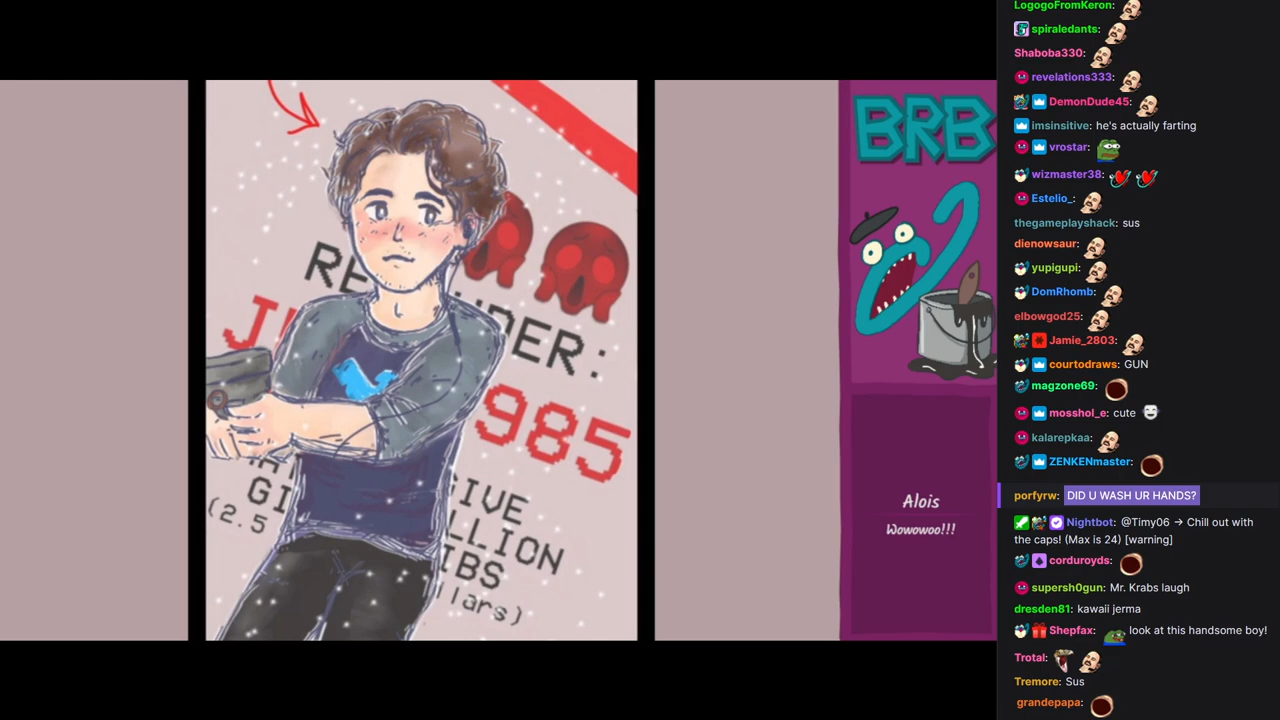 REMINDER:
985
GIVE
GI LLION
IBS
(2.5 llars)
BRB
Alois
Wowowoo!!!
LogogoFromKeron:
spiraledants:
Shaboba330:
revelations333:
DemonDude45:
imsinsitive: he's actually farting
vrostar:
wizmaster38:
Estelio_:
thegameplayshack: sus
dienowsaur:
yupigupi:
DomRhomb:
elbowgod25:
Jamie_2803:
courtodraws: GUN
magzone69:
mosshol_e: cute
kalarepkaa:
ZENKENmaster:
porfyrw: DID U WASH UR HANDS?
Nightbot: @Timy06 → Chill out with
the caps! (Max is 24) [warning]
corduroyds:
supersh0gun: Mr. Krabs laugh
dresden81: kawaii jerma
Shepfax: look at this handsome boy!
Trotal:
Tremore: Sus
grandepapa: